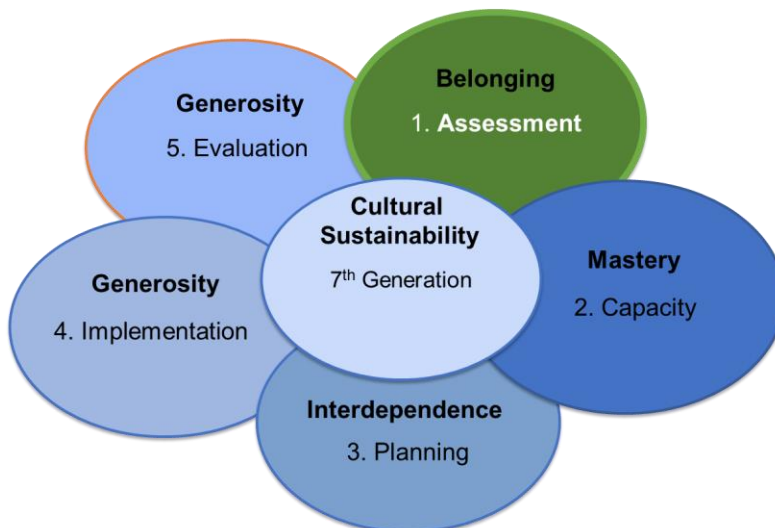 Belonging
1. Assessment
Mastery
2. Capacity
Interdependence
3. Planning
Generosity
4. Implementation
Generosity
5. Evaluation
Cultural
Sustainability
7th Generation